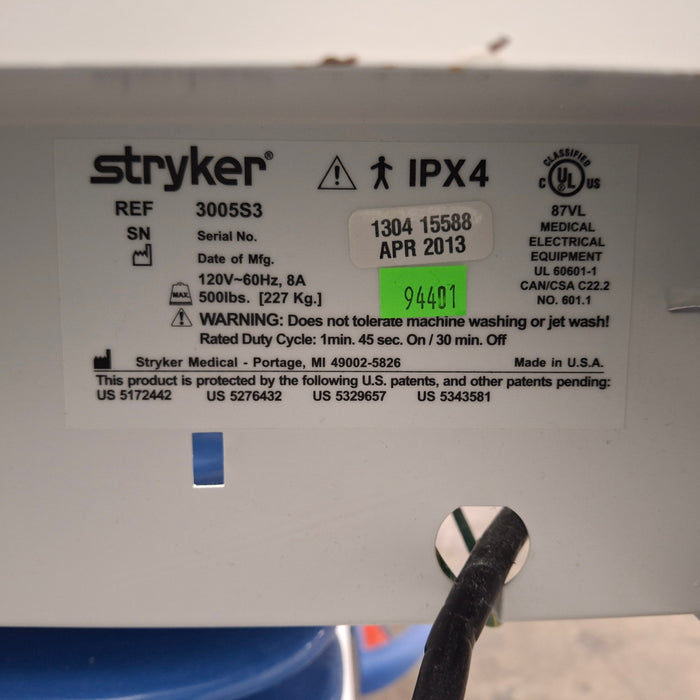 stryker®
IPX4
CLASSIFIED
C UL US
REF 3005S3
SN Serial No.
1304 15588
APR 2013
Date of Mfg.
120V~60Hz, 8A
MAX. 500lbs. [227 Kg.]
94401
87VL
MEDICAL
ELECTRICAL
EQUIPMENT
UL 60601-1
CAN/CSA C22.2
NO. 601.1
WARNING: Does not tolerate machine washing or jet wash!
Rated Duty Cycle: 1min. 45 sec. On / 30 min. Off
Stryker Medical - Portage, MI 49002-5826 Made in U.S.A.
This product is protected by the following U.S. patents, and other patents pending:
US 5172442 US 5276432 US 5329657 US 5343581